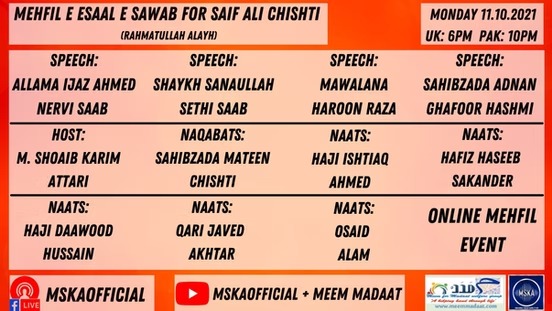 MEHFIL E ESAAL E SAWAB FOR SAIF ALI CHISHTI
(RAHMATULLAH ALAYH)
MONDAY 11.10.2021
UK: 6PM PAK: 10PM
SPEECH:
ALLAMA IJAZ AHMED
NERVI SAAB
SPEECH:
SHAYKH SANAULLAH
SETHI SAAB
SPEECH:
MAWALANA
HAROON RAZA
SPEECH:
SAHIBZADA ADNAN
GHAFOOR HASHMI
HOST:
M. SHOAIB KARIM
ATTARI
NAQABATS:
SAHIBZADA MATEEN
CHISHTI
NAATS:
HAJI ISHTIAQ
AHMED
NAATS:
HAFIZ HASEEB
SAKANDER
NAATS:
HAJI DAAWOOD
HUSSAIN
NAATS:
QARI JAVED
AKHTAR
NAATS:
OSAID
ALAM
ONLINE MEHFIL
EVENT
LIVE
MSKAOFFICIAL
MSKAOFFICIAL + MEEM MADAAT
www.meemmadaat.com
MSKA